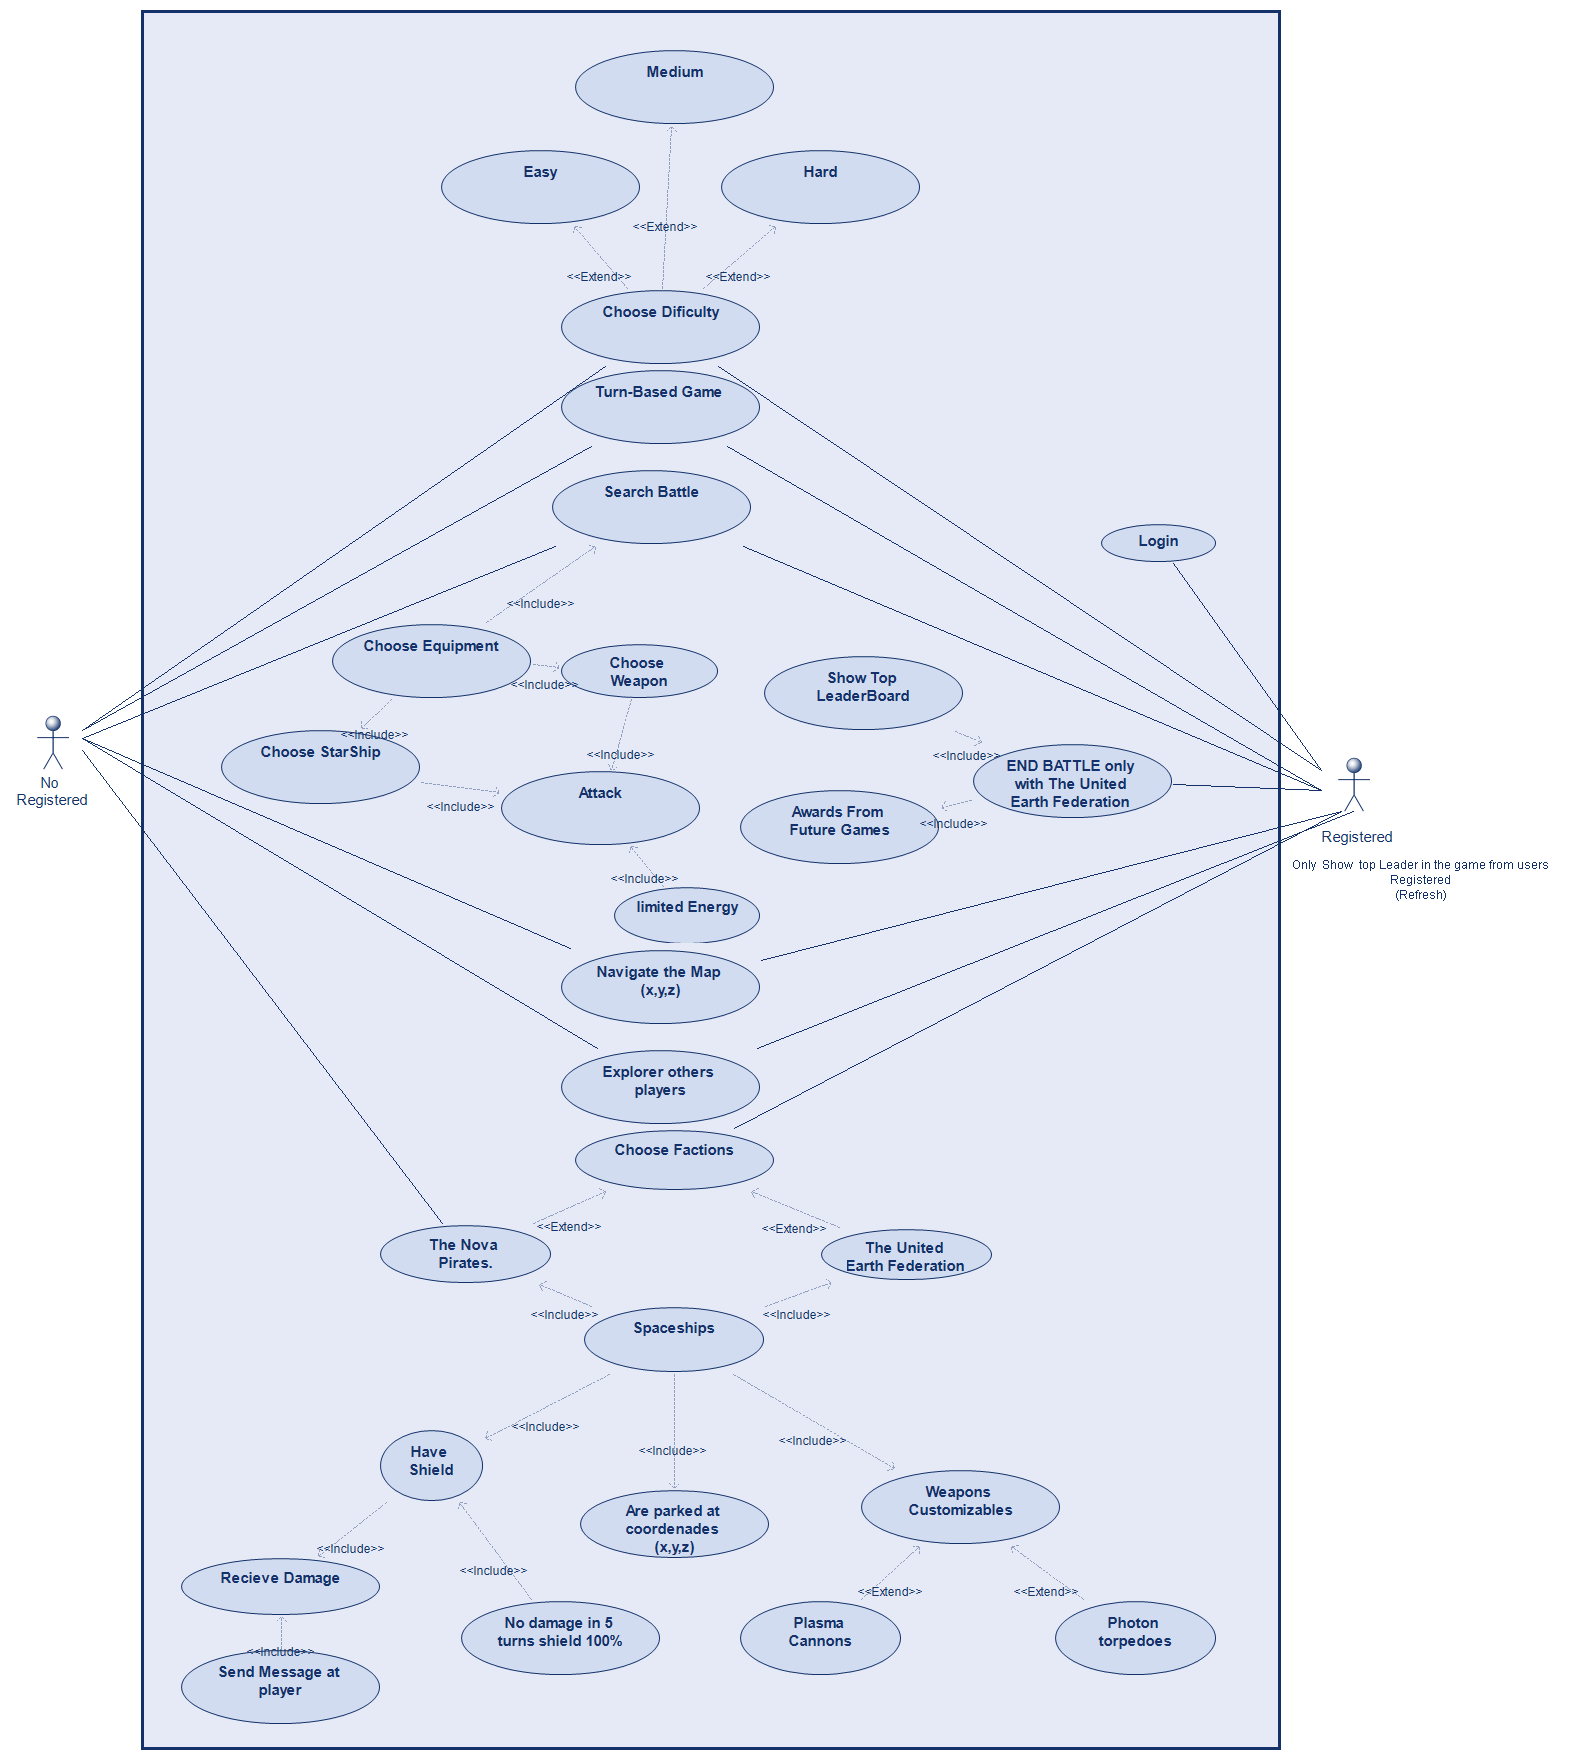 Medium
Easy
Hard
<<Extend>>
<<Extend>>
<<Extend>>
Choose Dificulty
Turn-Based Game
Search Battle
Login
<<Include>>
Choose Equipment
Choose
Weapon
<<Include>>
Show Top
LeaderBoard
<<Include>>
Choose StarShip
<<Include>>
<<Include>>
END BATTLE only
with The United
Earth Federation
No
Registered
<<Include>>
Attack
Awards From
Future Games
<<Include>>
Registered
Only Show top Leader in the game from users
Registered
(Refresh)
<<Include>>
limited Energy
Navigate the Map
(x,y,z)
Explorer others
players
Choose Factions
<<Extend>>
<<Extend>>
The Nova
Pirates.
The United
Earth Federation
<<Include>>
<<Include>>
Spaceships
<<Include>>
<<Include>>
<<Include>>
Have
Shield
Are parked at
coordenades
(x,y,z)
Weapons
Customizables
<<Include>>
<<Include>>
Recieve Damage
<<Extend>>
<<Extend>>
No damage in 5
turns shield 100%
Plasma
Cannons
Photon
torpedoes
<<Include>>
Send Message at
player